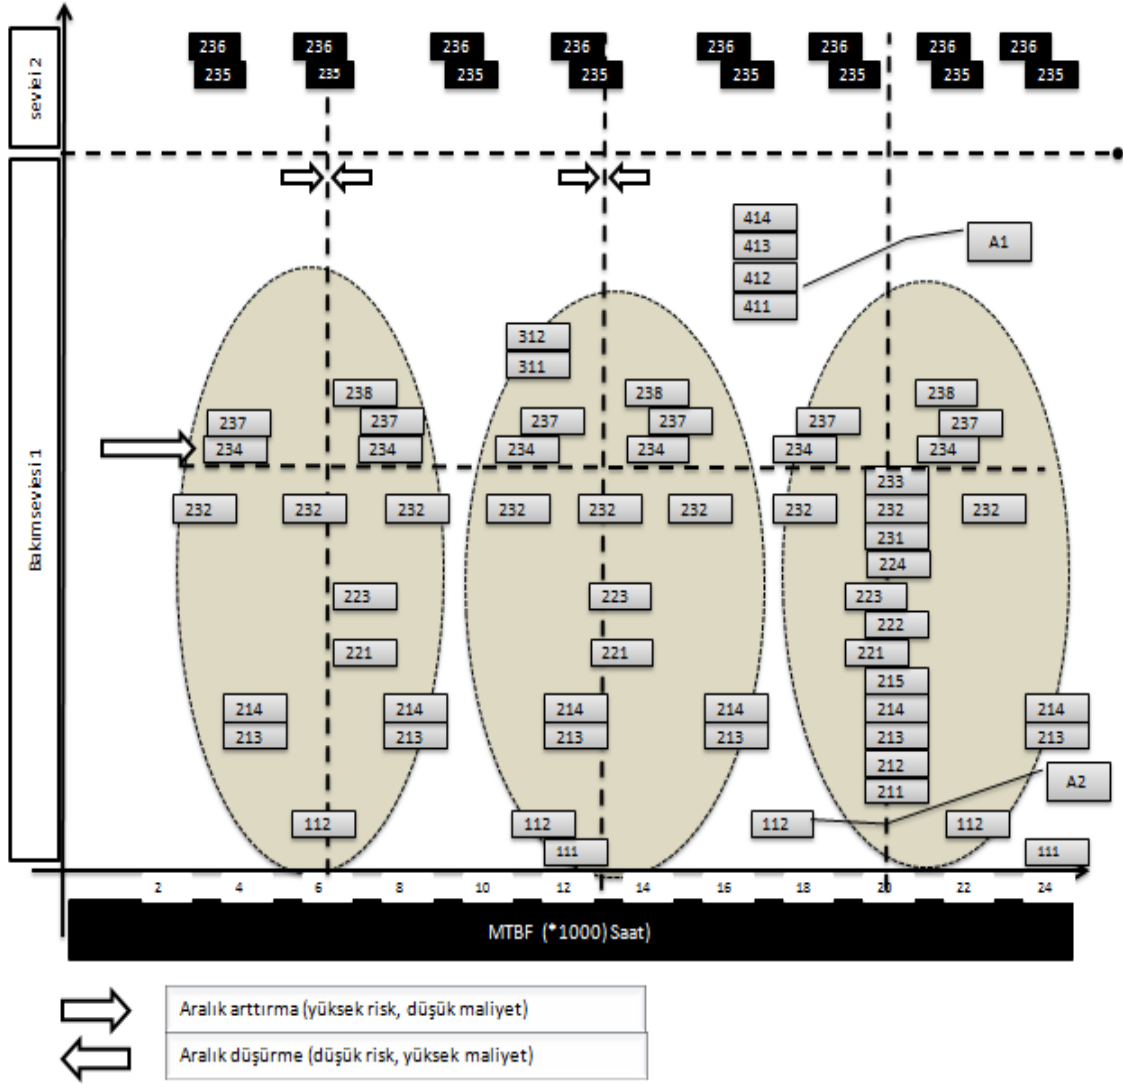 seviei 2
236 236 236 236 236 236 236 236
235 235 235 235 235 235 235 235
Bakım seviyesi 1
414
413
412
411
A1
312
311
238 238 238
237 237 237 237 237 237
234 234 234 234 234 234
233
232 232 232 232 232 232 232 232 232
231
224
223 223 223
222
221 221 221
215
214 214 214 214 214 214
213 213 213 213 213 213
212
211
A2
112 112 112 112
111 111
2 4 6 8 10 12 14 16 18 20 22 24
MTBF (*1000) Saat)
Aralık arttırma (yüksek risk, düşük maliyet)
Aralık düşürme (düşük risk, yüksek maliyet)